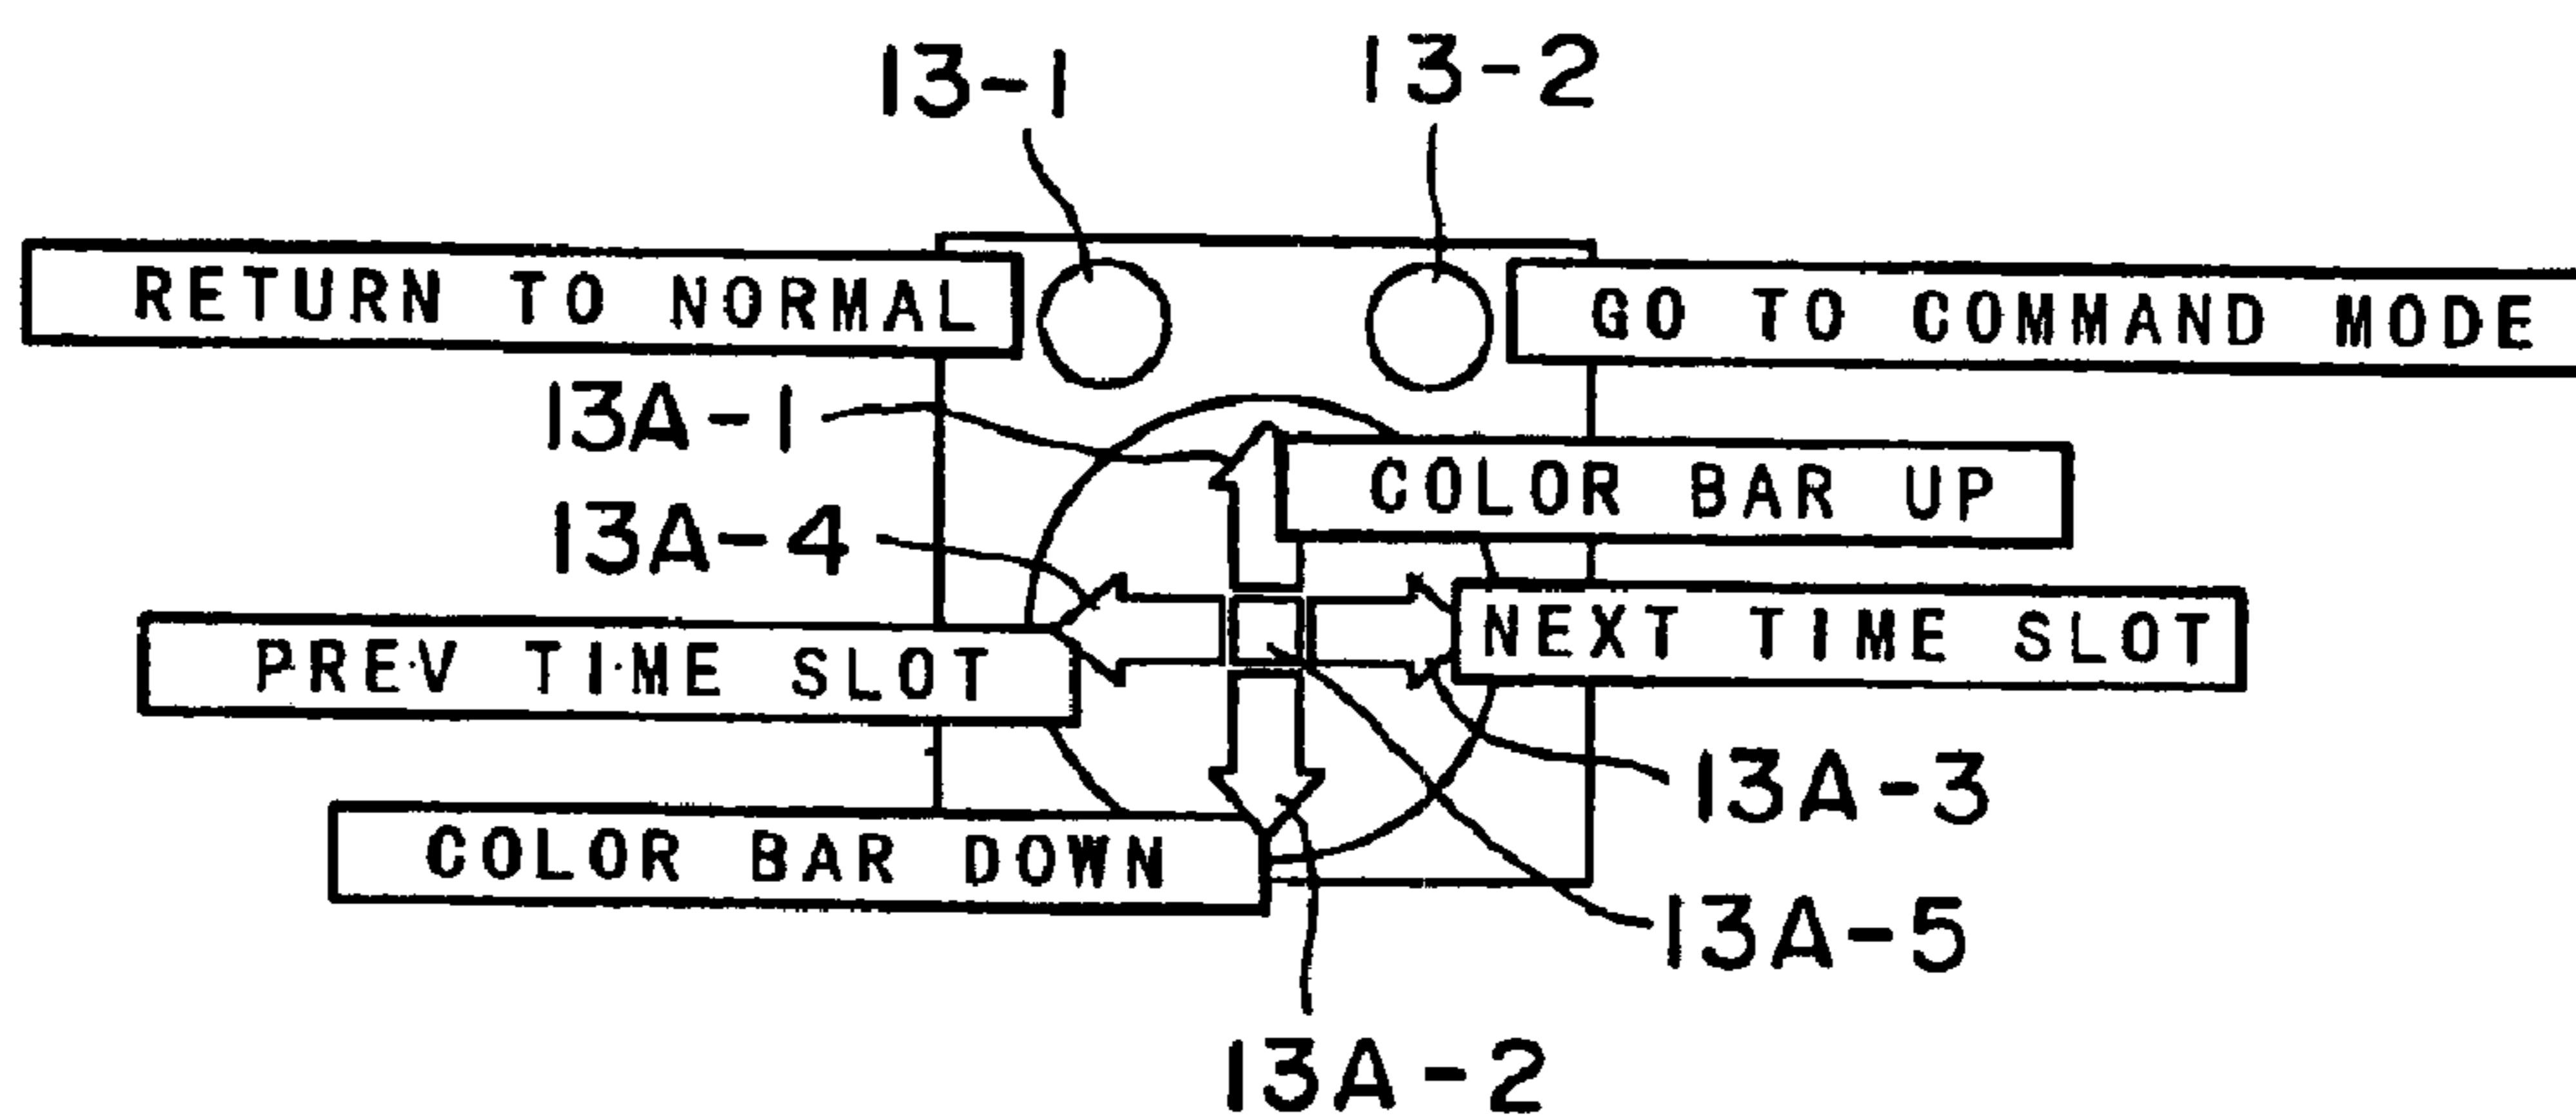 13-1
13-2
RETURN TO NORMAL
GO TO COMMAND MODE
13A-1
COLOR BAR UP
13A-4
PREV TIME SLOT
NEXT TIME SLOT
13A-3
COLOR BAR DOWN
13A-5
13A-2